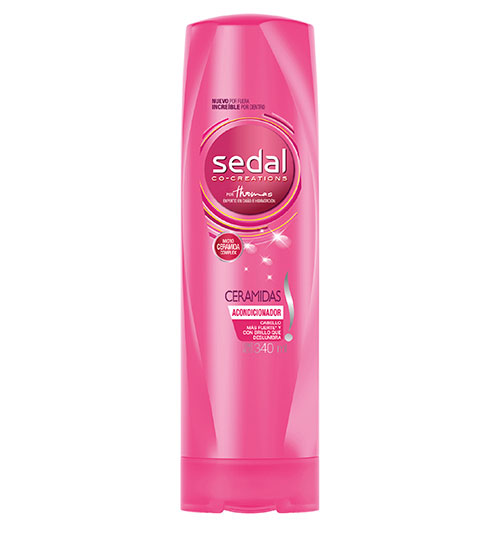 NUEVO POR FUERA
INCREÍBLE POR DENTRO
sedal
CO-CREATIONS
POR Thomas
EXPERTO EN DAÑO E HIDRATACIÓN
MICRO
CERAMIDA
COMPLEX
CERAMIDAS
ACONDICIONADOR
CABELLO
MÁS FUERTE* Y
CON BRILLO QUE
DESLUMBRA
340